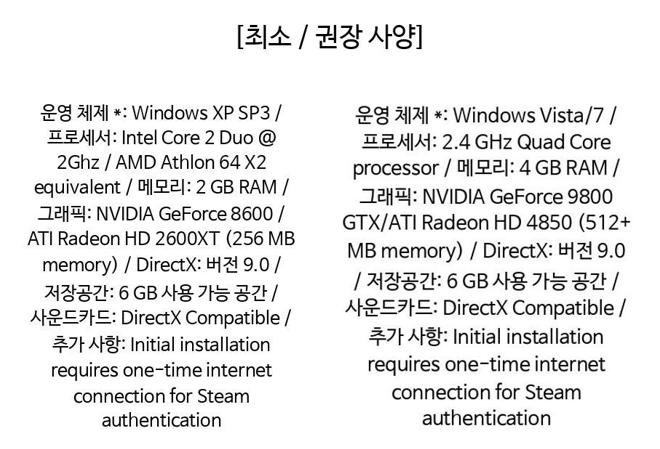 [최소 / 권장 사양]
운영 체제 *: Windows XP SP3 /
프로세서: Intel Core 2 Duo @
2Ghz / AMD Athlon 64 X2
equivalent / 메모리: 2 GB RAM /
그래픽: NVIDIA GeForce 8600 /
ATI Radeon HD 2600XT (256 MB
memory) / DirectX: 버전 9.0 /
저장공간: 6 GB 사용 가능 공간 /
사운드카드: DirectX Compatible /
추가 사항: Initial installation
requires one-time internet
connection for Steam
authentication
운영 체제 *: Windows Vista/7 /
프로세서: 2.4 GHz Quad Core
processor / 메모리: 4 GB RAM /
그래픽: NVIDIA GeForce 9800
GTX/ATI Radeon HD 4850 (512+
MB memory) / DirectX: 버전 9.0
/ 저장공간: 6 GB 사용 가능 공간 /
사운드카드: DirectX Compatible /
추가 사항: Initial installation
requires one-time internet
connection for Steam
authentication